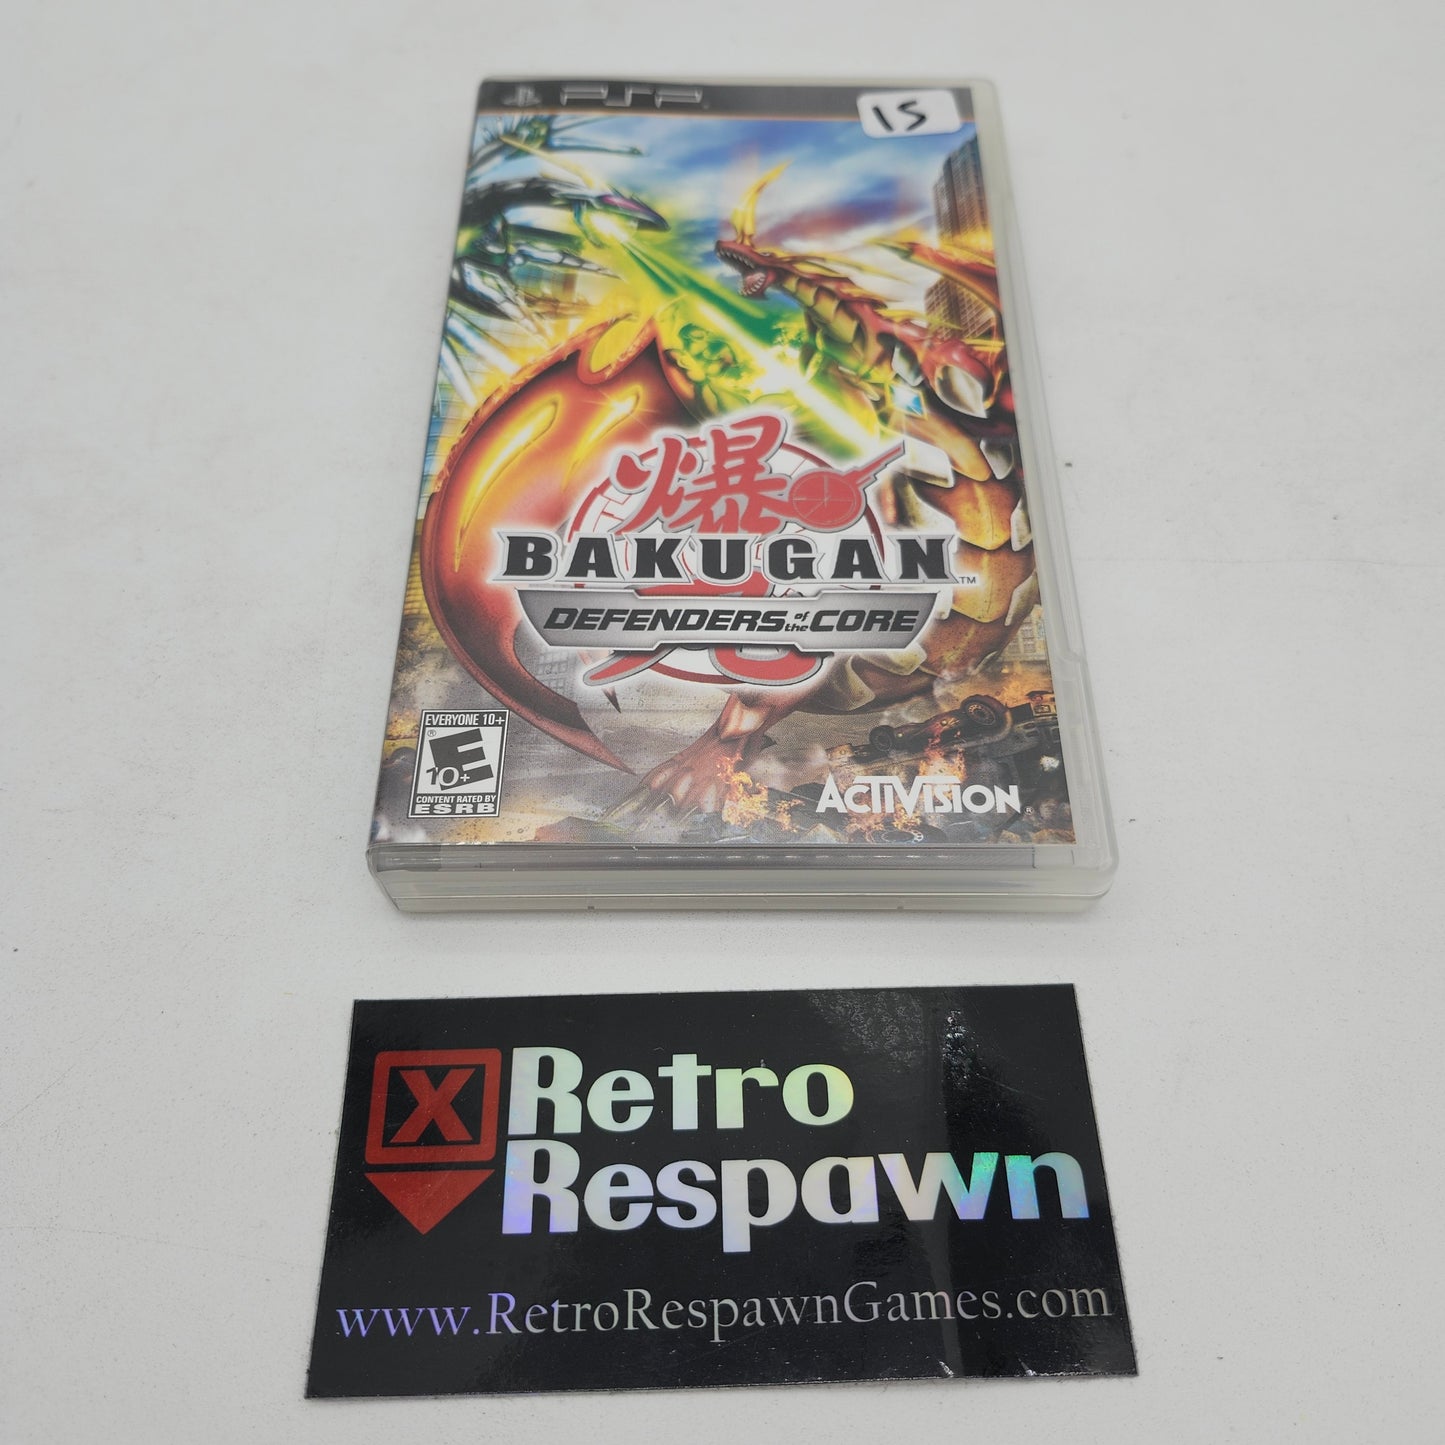 PSP
15
爆
BAKUGAN™
DEFENDERS of the CORE
EVERYONE 10+
E
10+
®
CONTENT RATED BY
ESRB
ACTIVISION®
X
Retro
Respawn
www.RetroRespawnGames.com